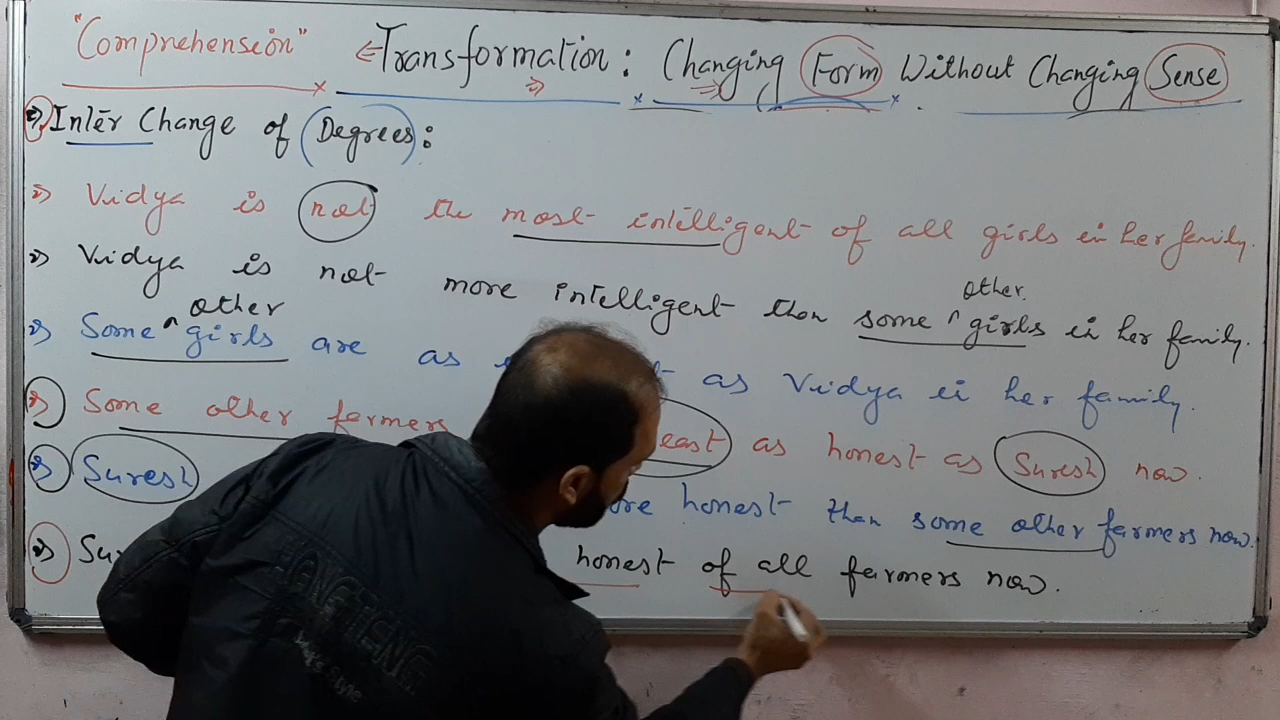 "Comprehension" Transformation: Changing Form Without Changing Sense
Inter Change of Degrees:
Vidya is not the most intelligent of all girls in her family.
Vidya is not more intelligent than some other girls in her family.
Some other girls are as as Vidya in her family.
Some other farmers east as honest as Suresh now.
Suresh ore honest than some other farmers now.
Su honest of all farmers now.